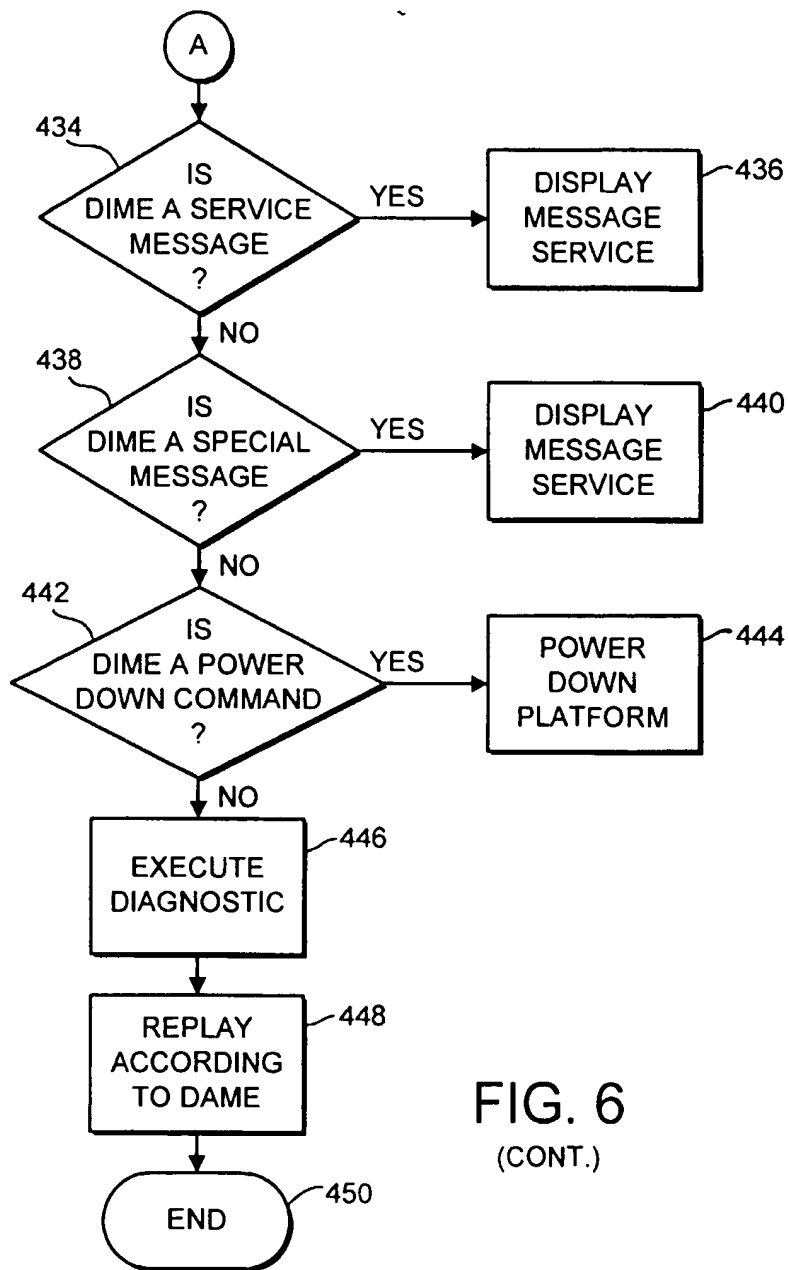 A
434
IS
DIME A SERVICE
MESSAGE
?
YES
DISPLAY
MESSAGE
SERVICE
436
NO
438
IS
DIME A SPECIAL
MESSAGE
?
YES
DISPLAY
MESSAGE
SERVICE
440
NO
442
IS
DIME A POWER
DOWN COMMAND
?
YES
POWER
DOWN
PLATFORM
444
NO
EXECUTE
DIAGNOSTIC
446
REPLAY
ACCORDING
TO DAME
448
END
450
FIG. 6
(CONT.)